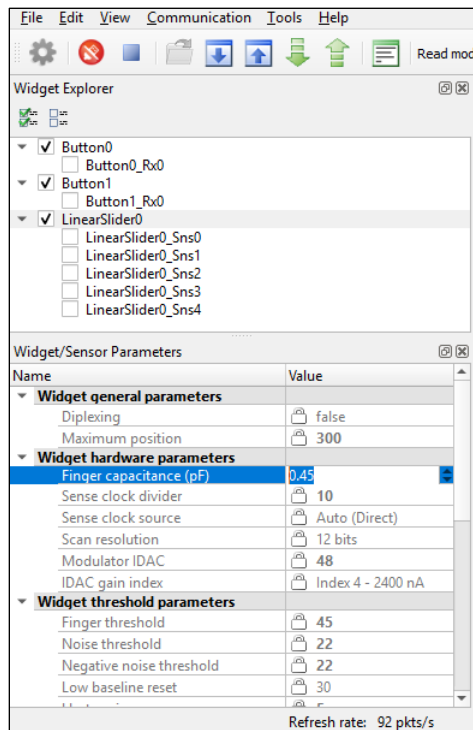 File Edit View Communication Tools Help
Read mod
Widget Explorer
Button0
Button0_Rx0
Button1
Button1_Rx0
LinearSlider0
LinearSlider0_Sns0
LinearSlider0_Sns1
LinearSlider0_Sns2
LinearSlider0_Sns3
LinearSlider0_Sns4
Widget/Sensor Parameters
Name Value
Widget general parameters
Diplexing false
Maximum position 300
Widget hardware parameters
Finger capacitance (pF) 0.45
Sense clock divider 10
Sense clock source Auto (Direct)
Scan resolution 12 bits
Modulator IDAC 48
IDAC gain index Index 4 - 2400 nA
Widget threshold parameters
Finger threshold 45
Noise threshold 22
Negative noise threshold 22
Low baseline reset 30
Refresh rate: 92 pkts/s